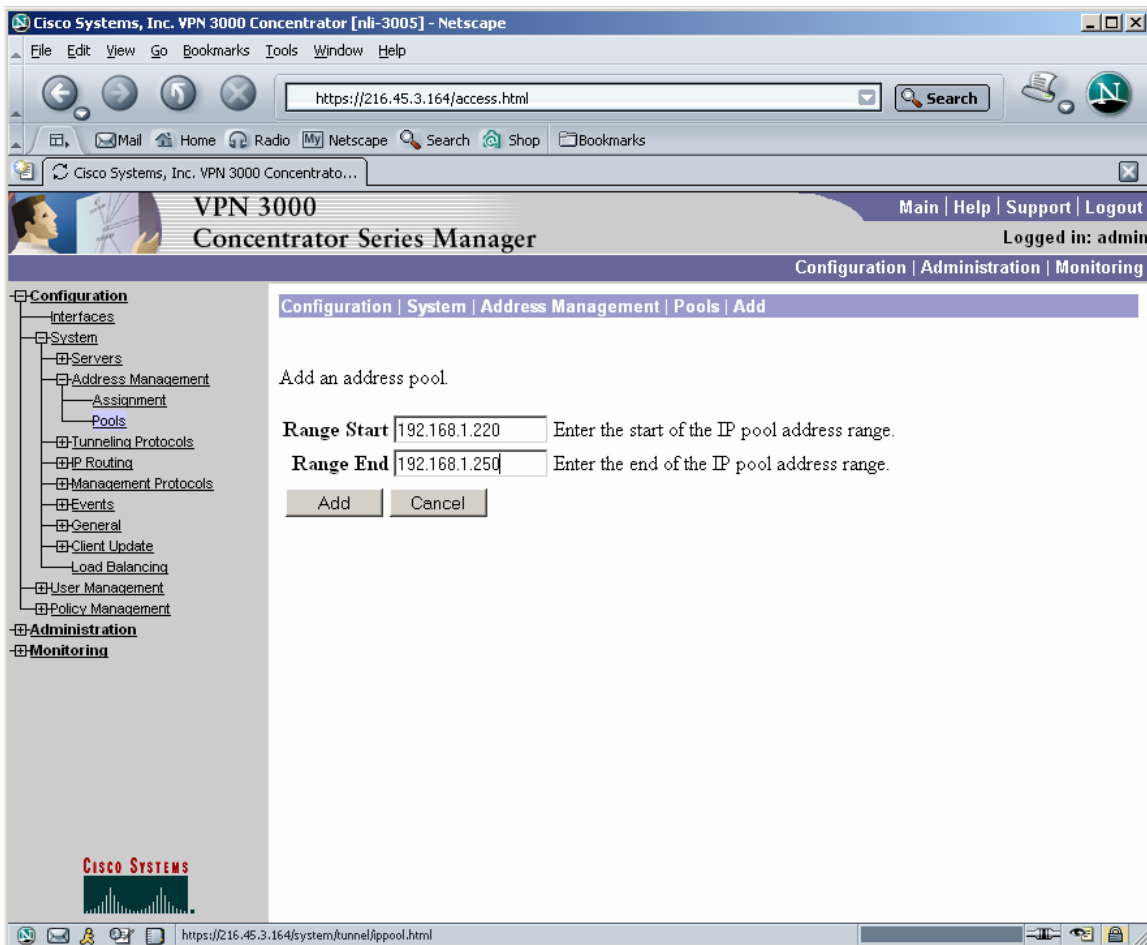 Cisco Systems, Inc. VPN 3000 Concentrator [nli-3005] - Netscape
File Edit View Go Bookmarks Tools Window Help
https://216.45.3.164/access.html
Search
N
Mail Home Radio My Netscape Search Shop Bookmarks
Cisco Systems, Inc. VPN 3000 Concentrato...
VPN 3000
Concentrator Series Manager
Main | Help | Support | Logout
Logged in: admin
Configuration | Administration | Monitoring
Configuration
Interfaces
System
Servers
Address Management
Assignment
Pools
Tunneling Protocols
IP Routing
Management Protocols
Events
General
Client Update
Load Balancing
User Management
Policy Management
Administration
Monitoring
Configuration | System | Address Management | Pools | Add
Add an address pool.
Range Start 192.168.1.220 Enter the start of the IP pool address range.
Range End 192.168.1.250 Enter the end of the IP pool address range.
Add Cancel
CISCO SYSTEMS
https://216.45.3.164/system/tunnel/ippool.html